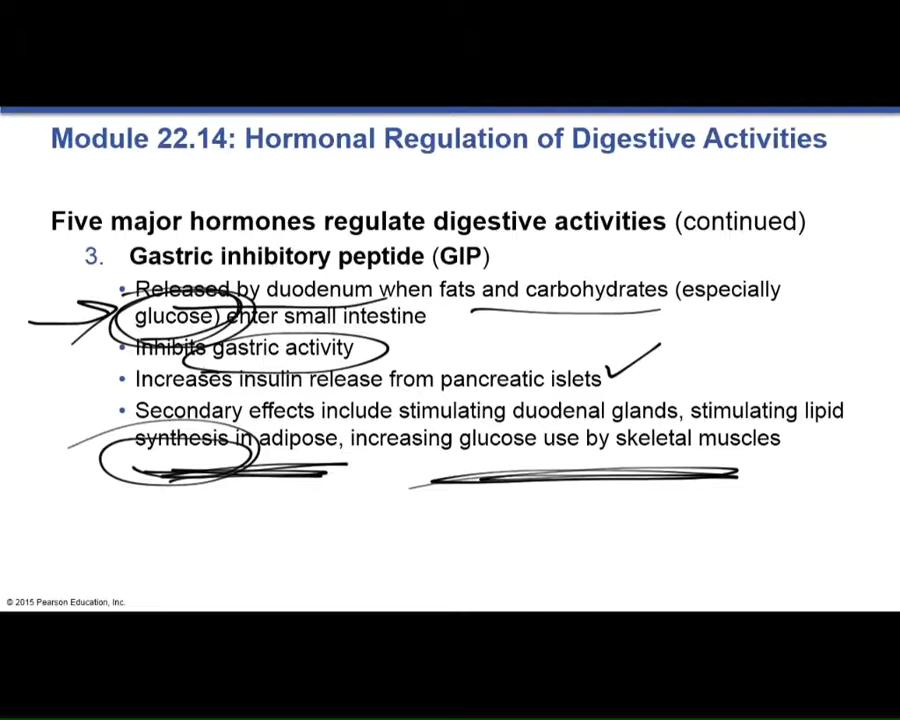 Module 22.14: Hormonal Regulation of Digestive Activities
Five major hormones regulate digestive activities (continued)
3. Gastric inhibitory peptide (GIP)
• Released by duodenum when fats and carbohydrates (especially
glucose) enter small intestine
• Inhibits gastric activity
• Increases insulin release from pancreatic islets
• Secondary effects include stimulating duodenal glands, stimulating lipid
synthesis in adipose, increasing glucose use by skeletal muscles
© 2015 Pearson Education, Inc.